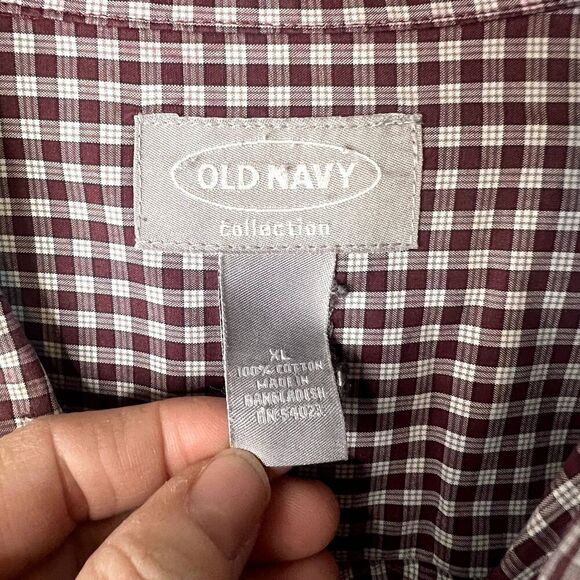 OLD NAVY
collection
XL
100% COTTON
MADE IN
BANGLADESH
RN 54023